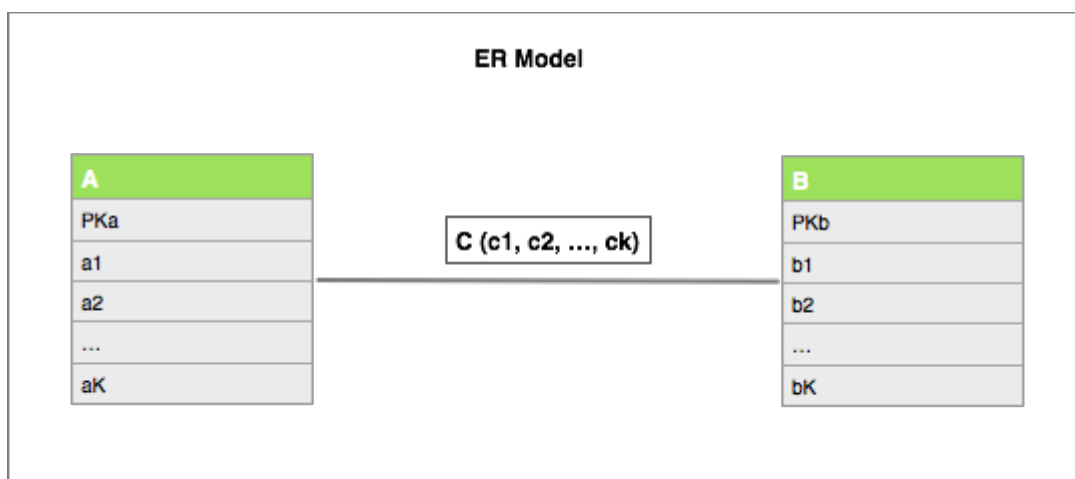 ER Model
A
PKa
a1
a2
...
aK
C (c1, c2, ..., ck)
B
PKb
b1
b2
...
bK